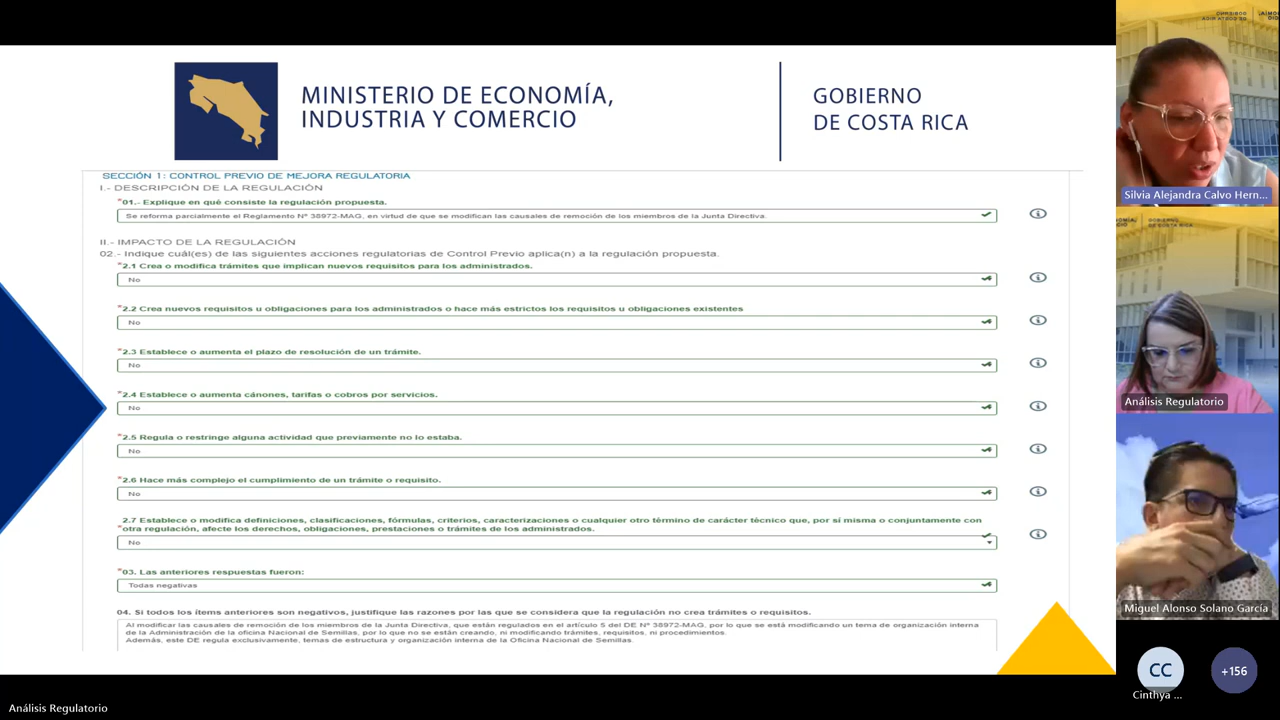 MINISTERIO DE ECONOMÍA,
INDUSTRIA Y COMERCIO
GOBIERNO
DE COSTA RICA
SECCIÓN 1: CONTROL PREVIO DE MEJORA REGULATORIA
I.- DESCRIPCIÓN DE LA REGULACIÓN
*01.- Explique en qué consiste la regulación propuesta.
Se reforma parcialmente el Reglamento Nº 38972-MAG, en virtud de que se modifican las causales de remoción de los miembros de la Junta Directiva.
II.- IMPACTO DE LA REGULACIÓN
02.- Indique cuál(es) de las siguientes acciones regulatorias de Control Previo aplica(n) a la regulación propuesta.
*2.1 Crea o modifica trámites que implican nuevos requisitos para los administrados.
No
*2.2 Crea nuevos requisitos u obligaciones para los administrados o hace más estrictos los requisitos u obligaciones existentes
No
*2.3 Establece o aumenta el plazo de resolución de un trámite.
No
*2.4 Establece o aumenta cánones, tarifas o cobros por servicios.
No
*2.5 Regula o restringe alguna actividad que previamente no lo estaba.
No
*2.6 Hace más complejo el cumplimiento de un trámite o requisito.
No
2.7 Establece o modifica definiciones, clasificaciones, fórmulas, criterios, caracterizaciones o cualquier otro término de carácter técnico que, por sí misma o conjuntamente con
*otra regulación, afecte los derechos, obligaciones, prestaciones o trámites de los administrados.
No
*03. Las anteriores respuestas fueron:
Todas negativas
04. Si todos los ítems anteriores son negativos, justifique las razones por las que se considera que la regulación no crea trámites o requisitos.
Al modificar las causales de remoción de los miembros de la Junta Directiva, que están regulados en el artículo 5 del DE Nº 38972-MAG, por lo que se está modificando un tema de organización interna
de la Administración de la oficina Nacional de Semillas, por lo que no se están creando, ni modificando trámites, requisitos, ni procedimientos.
Además, este DE regula exclusivamente, temas de estructura y organización interna de la Oficina Nacional de Semillas.
Silvia Alejandra Calvo Hern...
Análisis Regulatorio
Miguel Alonso Solano García
CC
Cinthya ...
+156
Análisis Regulatorio